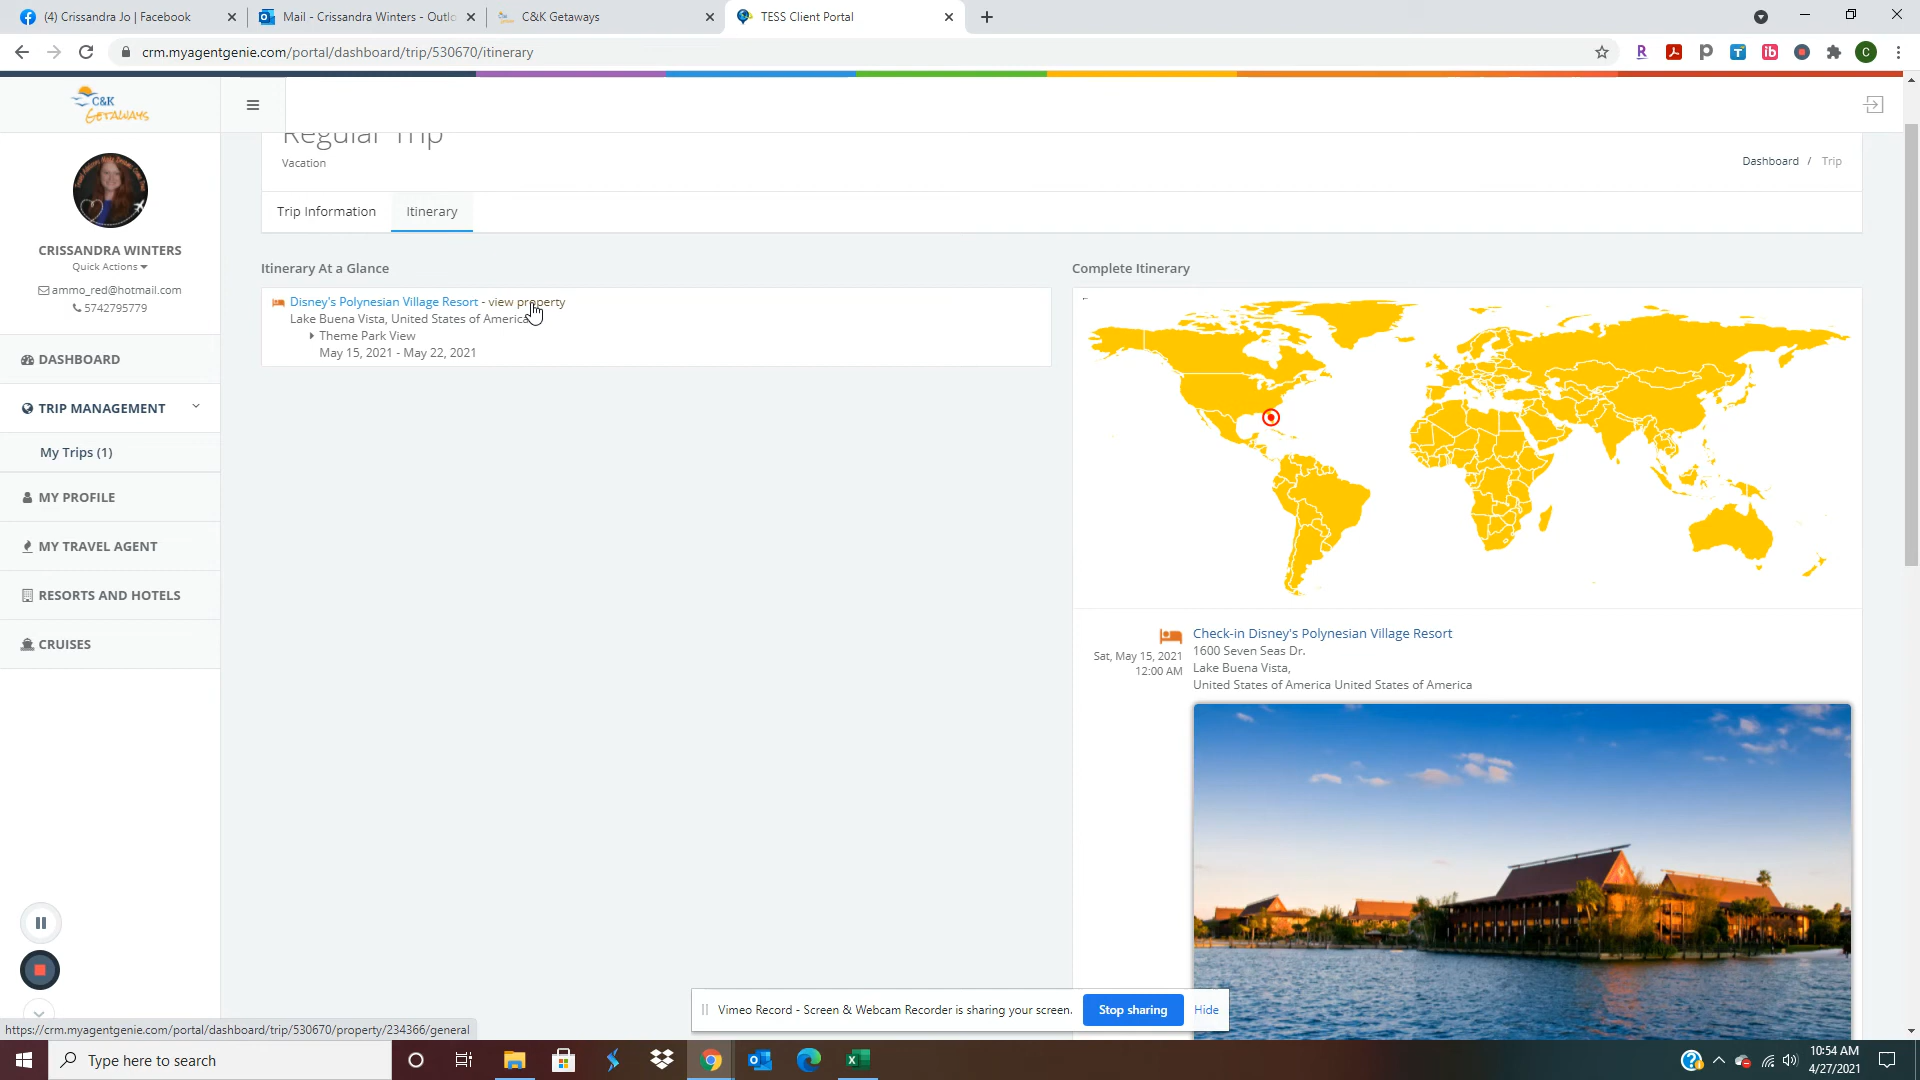 (4) Crissandra Jo | Facebook
Mail - Crissandra Winters - Outlo
C&K Getaways
TESS Client Portal
crm.myagentgenie.com/portal/dashboard/trip/530670/itinerary
C&K
GETAWAYS
Regular Trip
Vacation
Dashboard / Trip
Trip Information
Itinerary
CRISSANDRA WINTERS
Quick Actions
ammo_red@hotmail.com
5742795779
DASHBOARD
TRIP MANAGEMENT
My Trips (1)
MY PROFILE
MY TRAVEL AGENT
RESORTS AND HOTELS
CRUISES
Itinerary At a Glance
Disney's Polynesian Village Resort - view property
Lake Buena Vista, United States of America
Theme Park View
May 15, 2021 - May 22, 2021
Complete Itinerary
Check-in Disney's Polynesian Village Resort
Sat, May 15, 2021
12:00 AM
1600 Seven Seas Dr.
Lake Buena Vista,
United States of America United States of America
Vimeo Record - Screen & Webcam Recorder is sharing your screen.
Stop sharing
Hide
https://crm.myagentgenie.com/portal/dashboard/trip/530670/property/234366/general
Type here to search
10:54 AM
4/27/2021